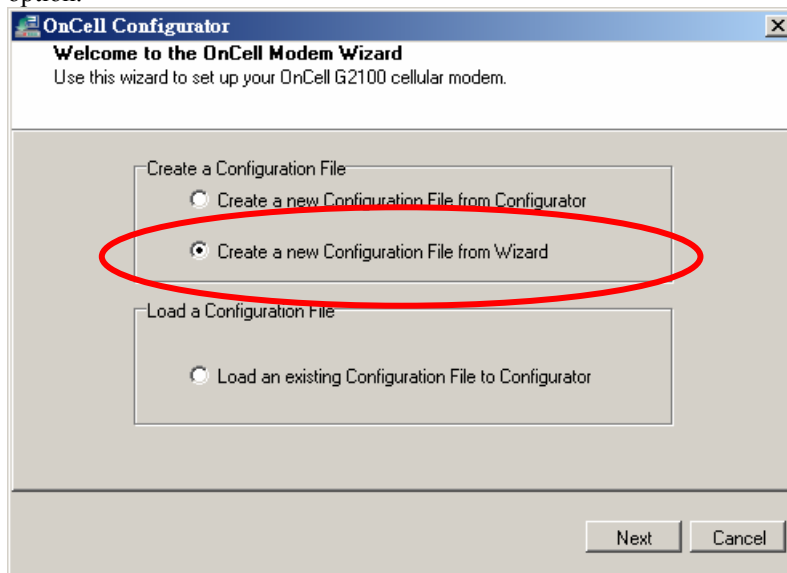 option.
OnCell Configurator
Welcome to the OnCell Modem Wizard
Use this wizard to set up your OnCell G2100 cellular modem.
Create a Configuration File
Create a new Configuration File from Configurator
Create a new Configuration File from Wizard
Load a Configuration File
Load an existing Configuration File to Configurator
Next
Cancel